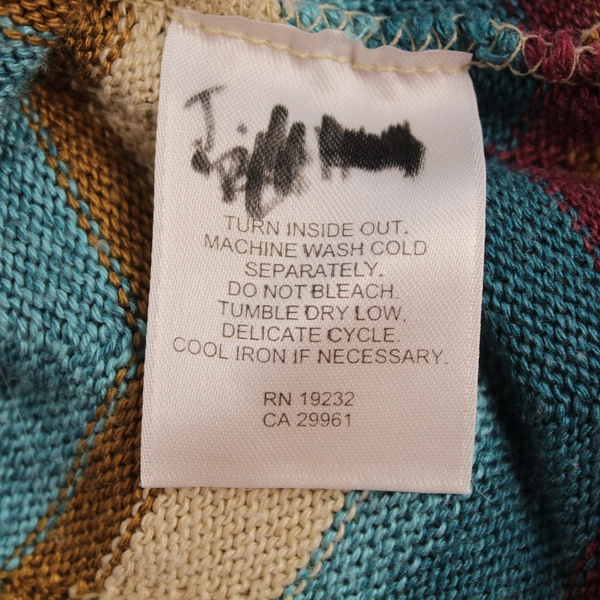 TURN INSIDE OUT.
MACHINE WASH COLD
SEPARATELY.
DO NOT BLEACH.
TUMBLE DRY LOW,
DELICATE CYCLE.
COOL IRON IF NECESSARY.
RN 19232
CA 29961